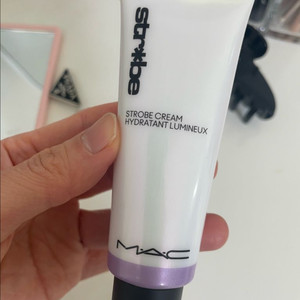 strobe
STROBE CREAM
HYDRATANT LUMINEUX
M·A·C